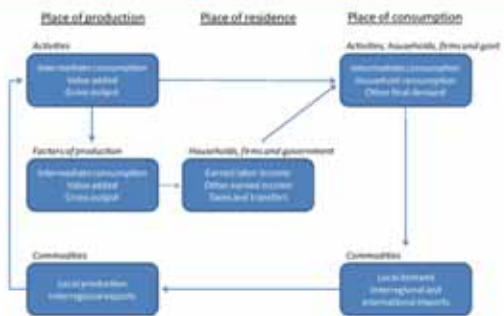 Place of production
Place of residence
Place of consumption
Activities
Activities, households, firms and govt
Intermediate consumption
Value added
Gross output
Intermediate consumption
Household consumption
Other final demand
Factors of production
Households, firms and government
Intermediate consumption
Value added
Gross output
Earned labor income
Other earned income
Taxes and transfers
Commodities
Commodities
Local production
Interregional exports
Local demand
Interregional and
international imports